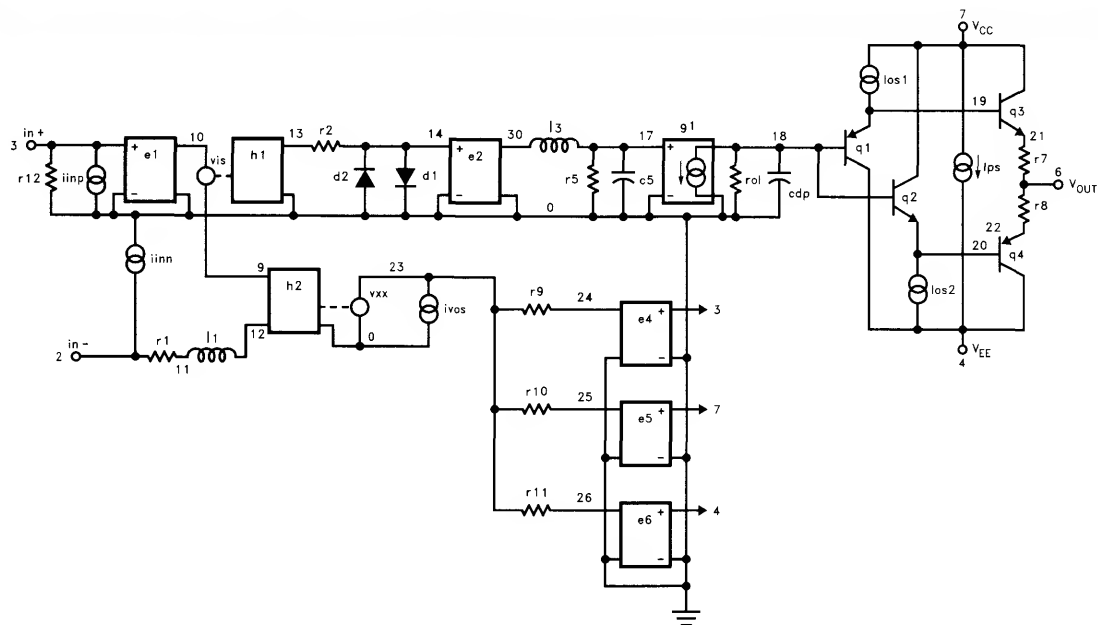 7 V_CC
Ios1
19 q3
in+
3
e1
10
vis
h1
13
r2
14
e2
30
l3
17
g1
18
q1
21
r7
r12
iinp
d2
d1
r5
c5
rol
cdp
q2
Ips
6
V_OUT
0
r8
iinn
22
20 q4
9
h2
23
vxx
ivos
Ios2
r9
24
e4
3
12
0
in-
2
r1
l1
11
V_EE
4
r10
25
e5
7
r11
26
e6
4
+
-
+
-
+
-
+
-
+
-